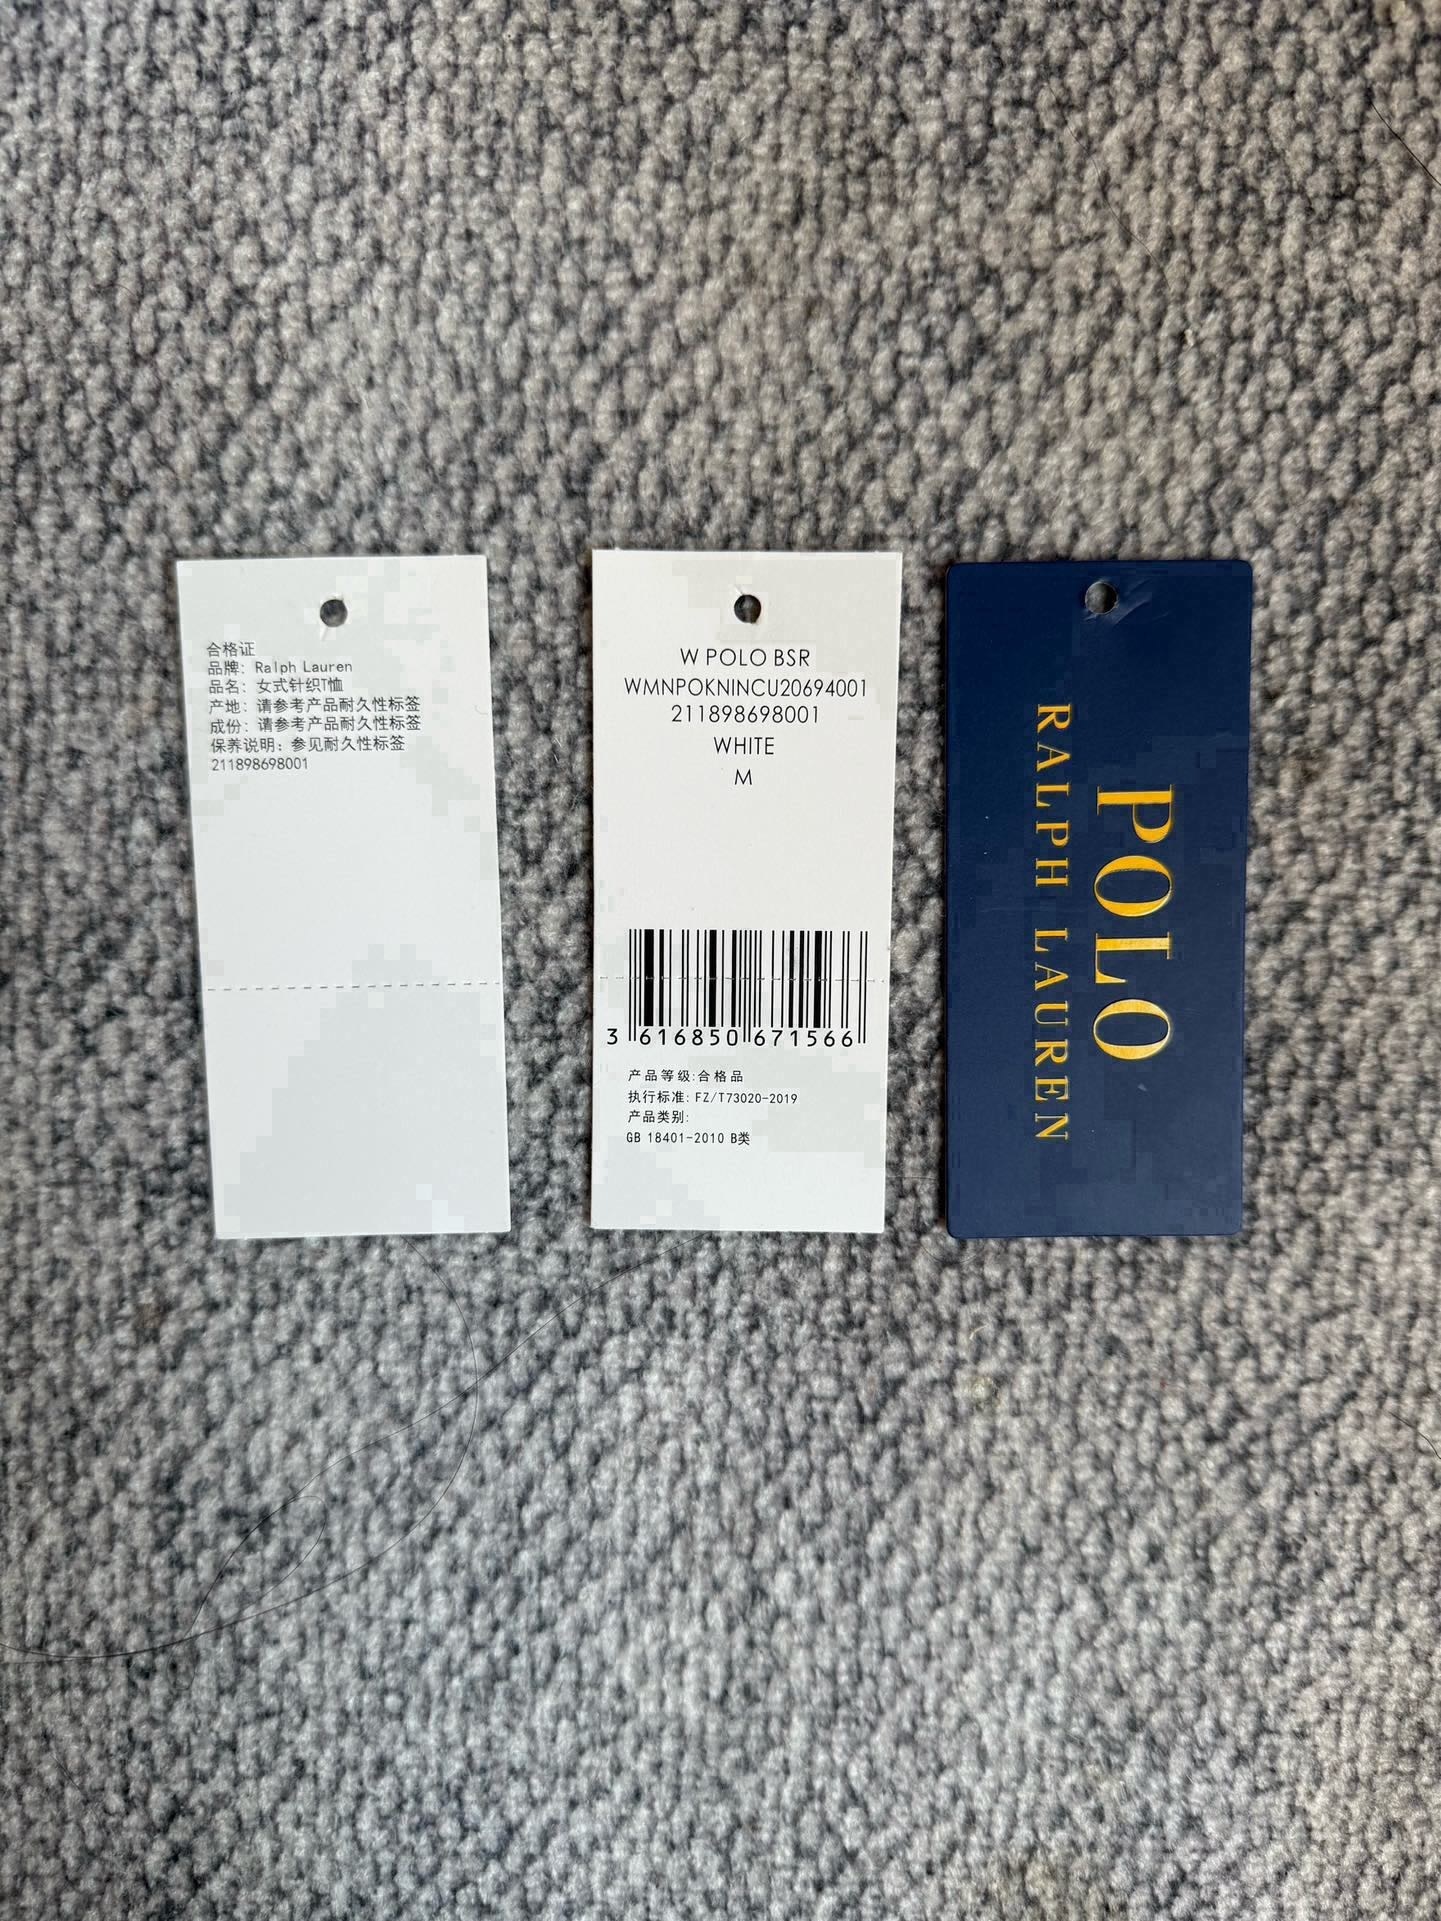 合格证
品牌: Ralph Lauren
品名: 女式针织T恤
产地: 请参考产品耐久性标签
成份: 请参考产品耐久性标签
保养说明: 参见耐久性标签
211898698001
W POLO BSR
WMNPOKNINCU20694001
211898698001
WHITE
M
3 616850 671566
产品等级:合格品
执行标准: FZ/T73020-2019
产品类别:
GB 18401-2010 B类
POLO
RALPH LAUREN